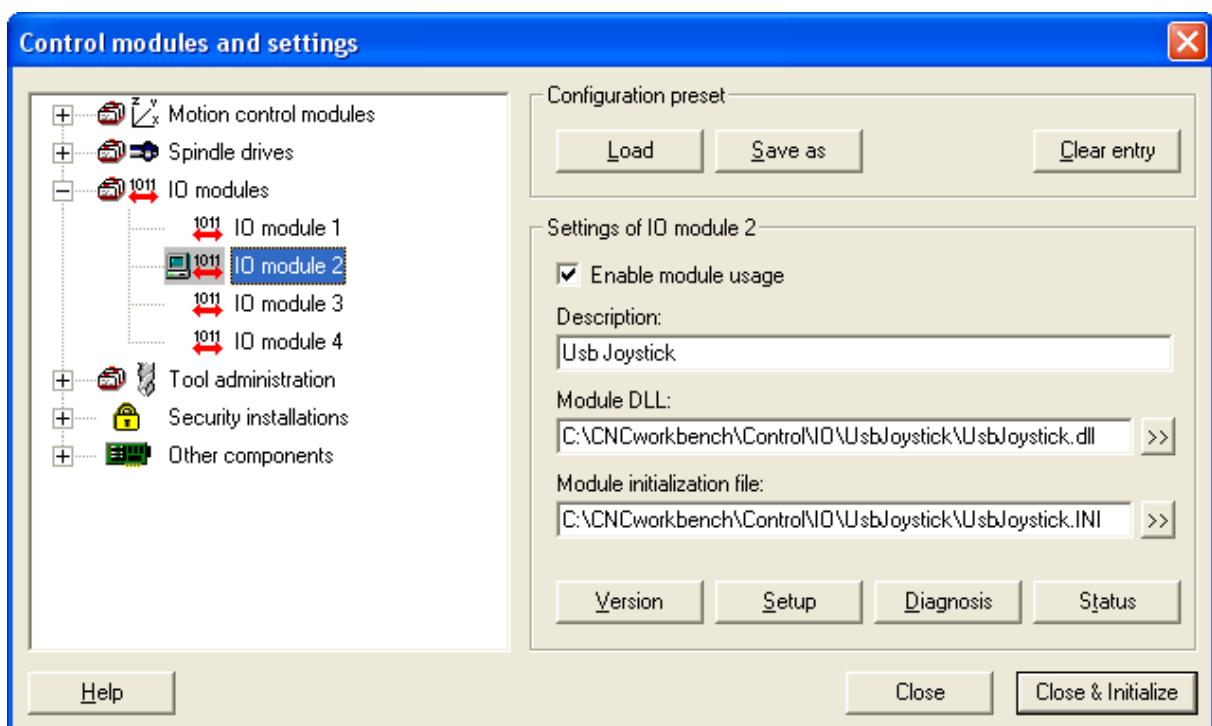 Control modules and settings
Motion control modules
Spindle drives
IO modules
IO module 1
IO module 2
IO module 3
IO module 4
Tool administration
Security installations
Other components
Configuration preset
Load
Save as
Clear entry
Settings of IO module 2
Enable module usage
Description:
Usb Joystick
Module DLL:
C:\CNCworkbench\Control\IO\UsbJoystick\UsbJoystick.dll
>>
Module initialization file:
C:\CNCworkbench\Control\IO\UsbJoystick\UsbJoystick.INI
>>
Version
Setup
Diagnosis
Status
Help
Close
Close & Initialize